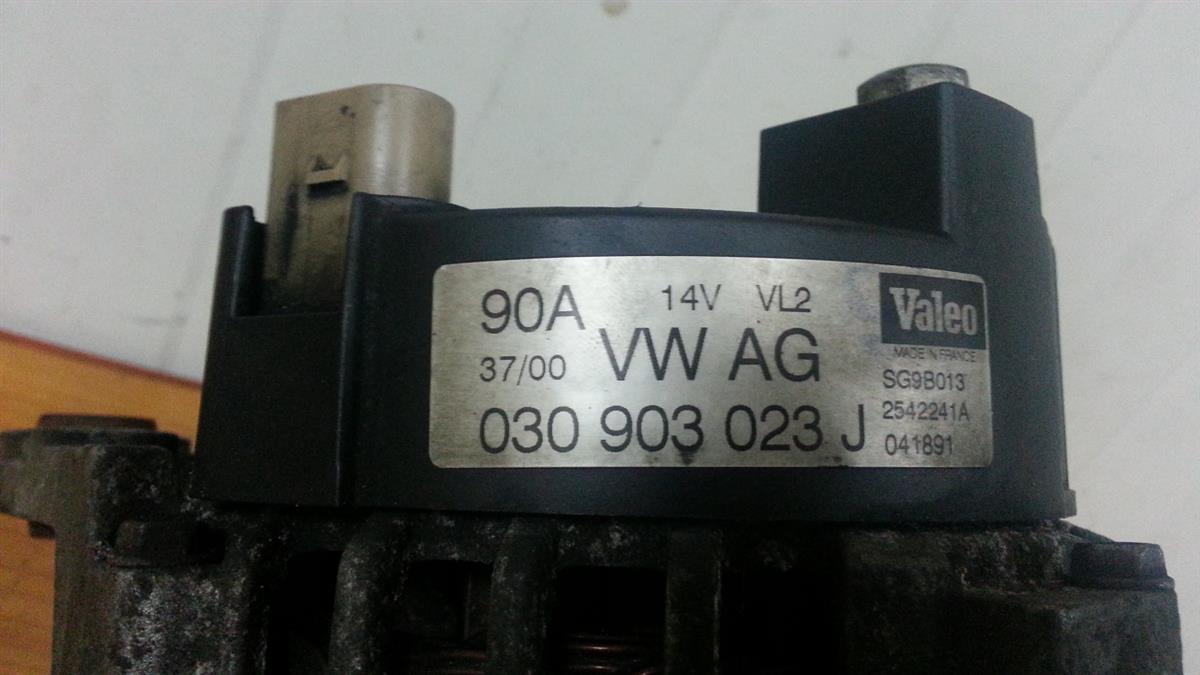 90A 14V VL2
37/00 VW AG
030 903 023 J
Valeo
MADE IN FRANCE
SG9B013
2542241A
041891